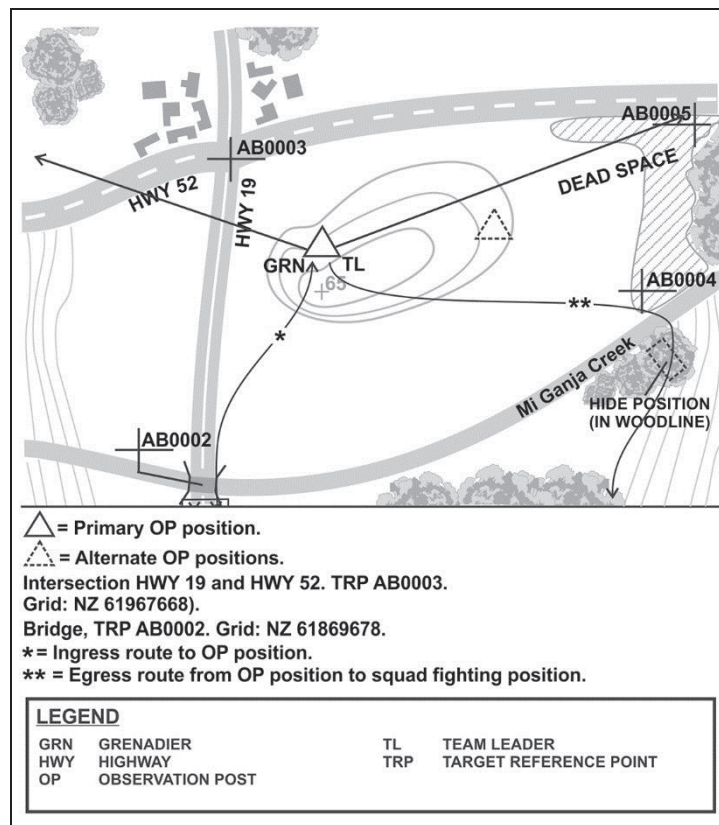 AB0005
AB0003
HWY 52
DEAD SPACE
HWY 19
GRN
TL
65
AB0004
**
*
Mi Ganja Creek
HIDE POSITION
(IN WOODLINE)
AB0002
= Primary OP position.
= Alternate OP positions.
Intersection HWY 19 and HWY 52. TRP AB0003.
Grid: NZ 61967668).
Bridge, TRP AB0002. Grid: NZ 61869678.
* = Ingress route to OP position.
** = Egress route from OP position to squad fighting position.
LEGEND
GRN GRENADIER TL TEAM LEADER
HWY HIGHWAY TRP TARGET REFERENCE POINT
OP OBSERVATION POST